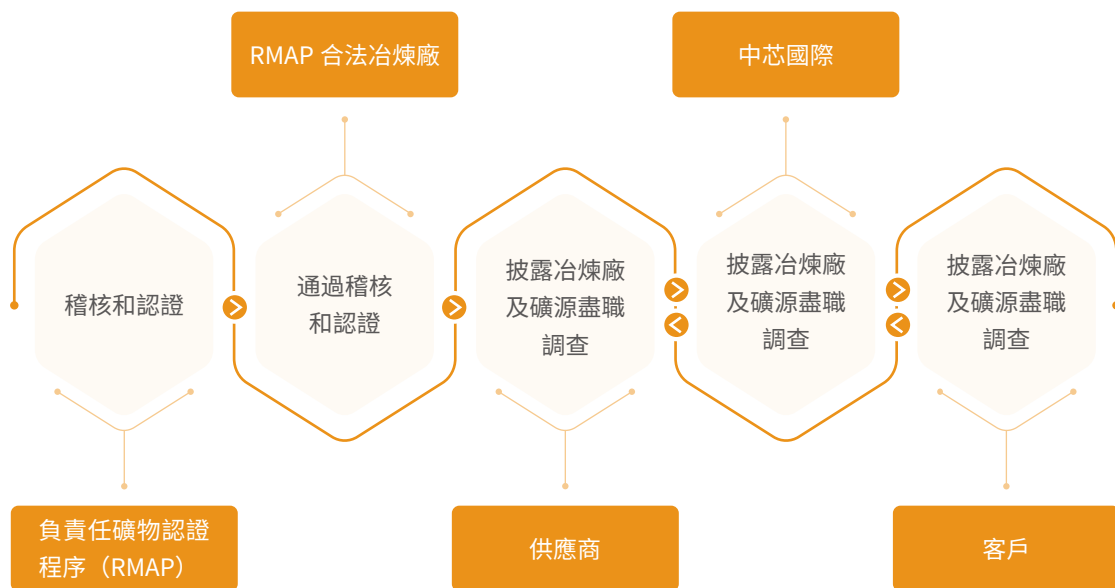 RMAP 合法冶煉廠
中芯國際
稽核和認證
通過稽核
和認證
披露冶煉廠
及礦源盡職
調查
披露冶煉廠
及礦源盡職
調查
披露冶煉廠
及礦源盡職
調查
負責任礦物認證
程序（RMAP）
供應商
客戶